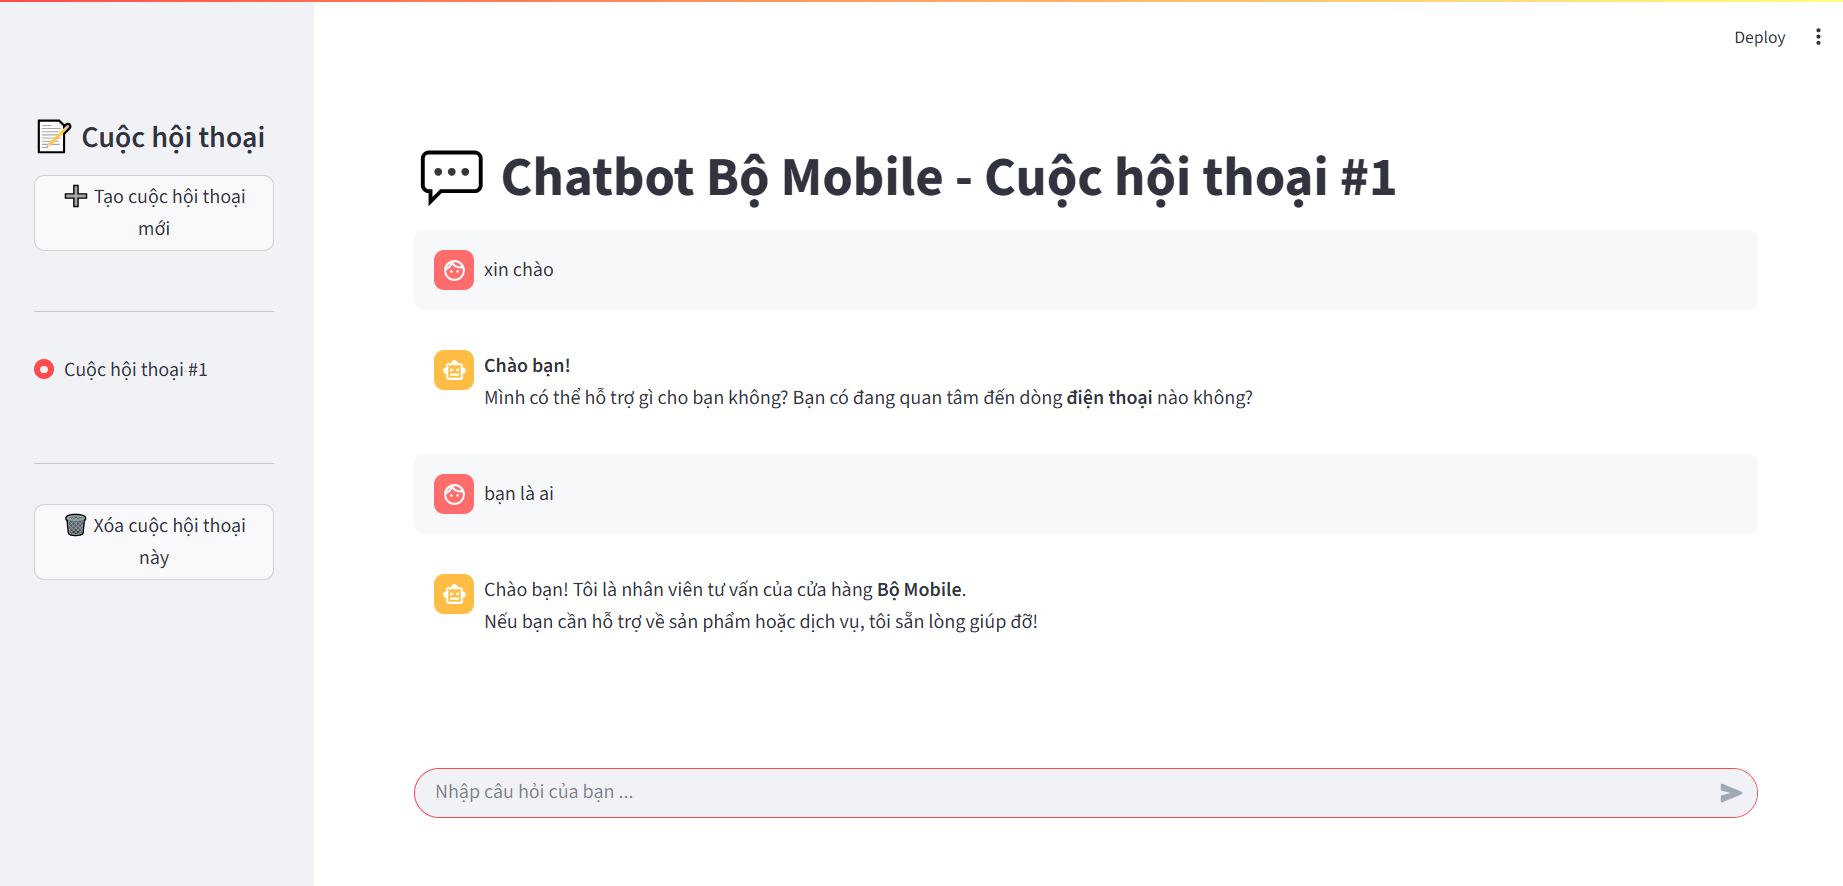 Deploy
Cuộc hội thoại
Tạo cuộc hội thoại
mới
Cuộc hội thoại #1
Xóa cuộc hội thoại
này
Chatbot Bộ Mobile - Cuộc hội thoại #1
xin chào
Chào bạn!
Mình có thể hỗ trợ gì cho bạn không? Bạn có đang quan tâm đến dòng điện thoại nào không?
bạn là ai
Chào bạn! Tôi là nhân viên tư vấn của cửa hàng Bộ Mobile.
Nếu bạn cần hỗ trợ về sản phẩm hoặc dịch vụ, tôi sẵn lòng giúp đỡ!
Nhập câu hỏi của bạn ...